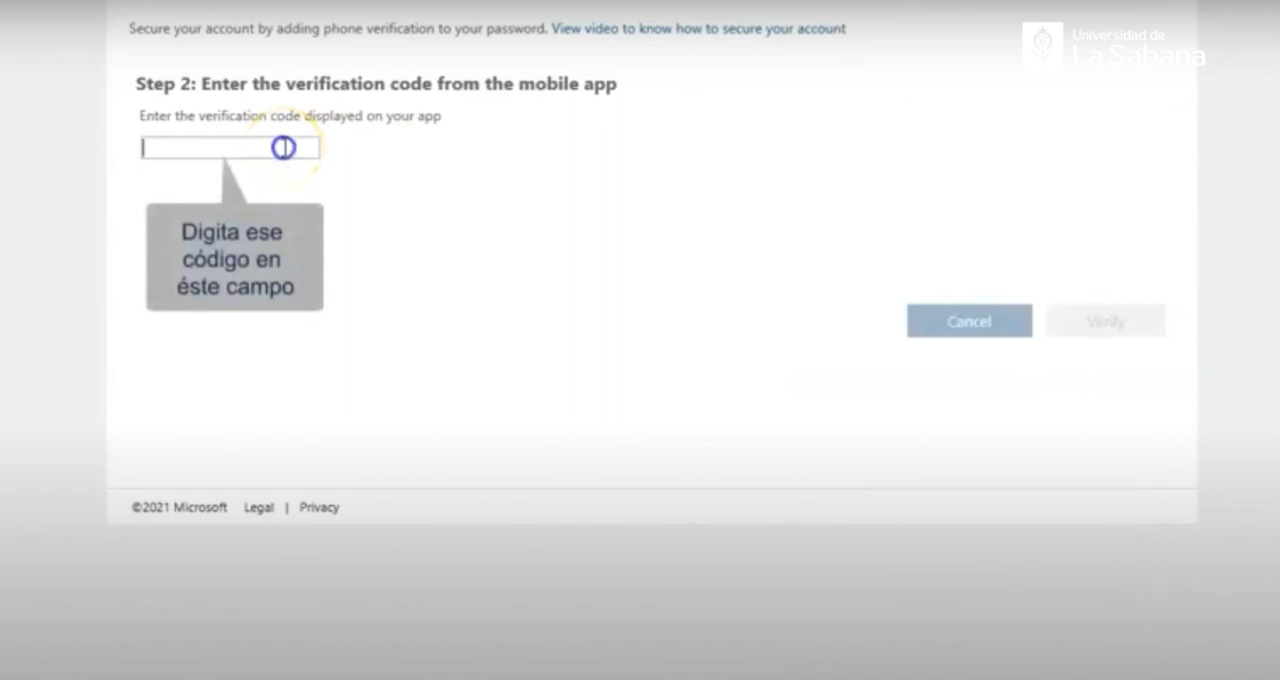 Secure your account by adding phone verification to your password. View video to know how to secure your account
Universidad de
La Sabana
Step 2: Enter the verification code from the mobile app
Enter the verification code displayed on your app
Digita ese
código en
éste campo
Cancel
Verify
©2021 Microsoft Legal | Privacy